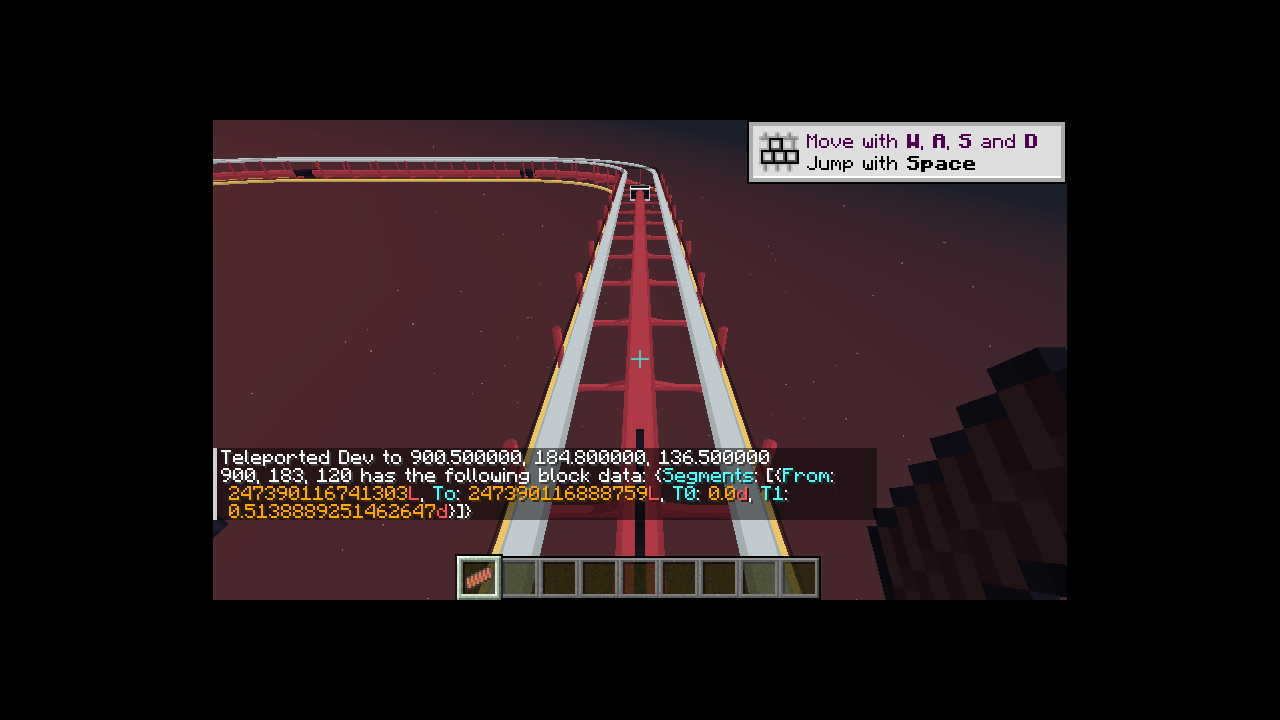 Move with W, A, S and D
Jump with Space
Teleported Dev to 900.500000, 184.800000, 136.500000
900, 183, 120 has the following block data: {Segments: [{From:
247390116741303L, To: 247390116888759L, T0: 0.0d, T1:
0.5138889251462647d}]}